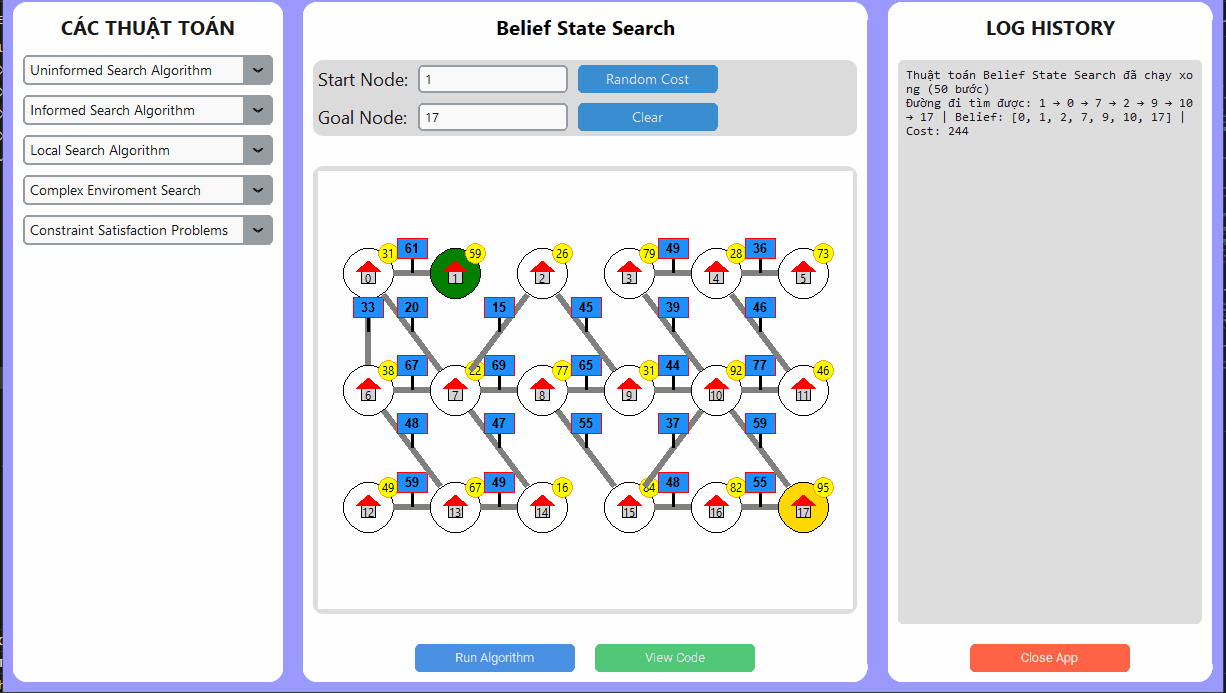 CÁC THUẬT TOÁN
Uninformed Search Algorithm
Informed Search Algorithm
Local Search Algorithm
Complex Enviroment Search
Constraint Satisfaction Problems
Belief State Search
Start Node: 1
Random Cost
Goal Node: 17
Clear
31 61 59 26 79 49 28 36 73
0 1 2 3 4 5
33 20 15 45 39 46
38 67 22 69 77 65 31 44 92 77 46
6 7 8 9 10 11
48 47 55 37 59
49 59 67 49 16 48 82 55 95
12 13 14 15 16 17
Run Algorithm
View Code
LOG HISTORY
Thuật toán Belief State Search đã chạy xo
ng (50 bước)
Đường đi tìm được: 1 → 0 → 7 → 2 → 9 → 10
→ 17 | Belief: [0, 1, 2, 7, 9, 10, 17] |
Cost: 244
Close App